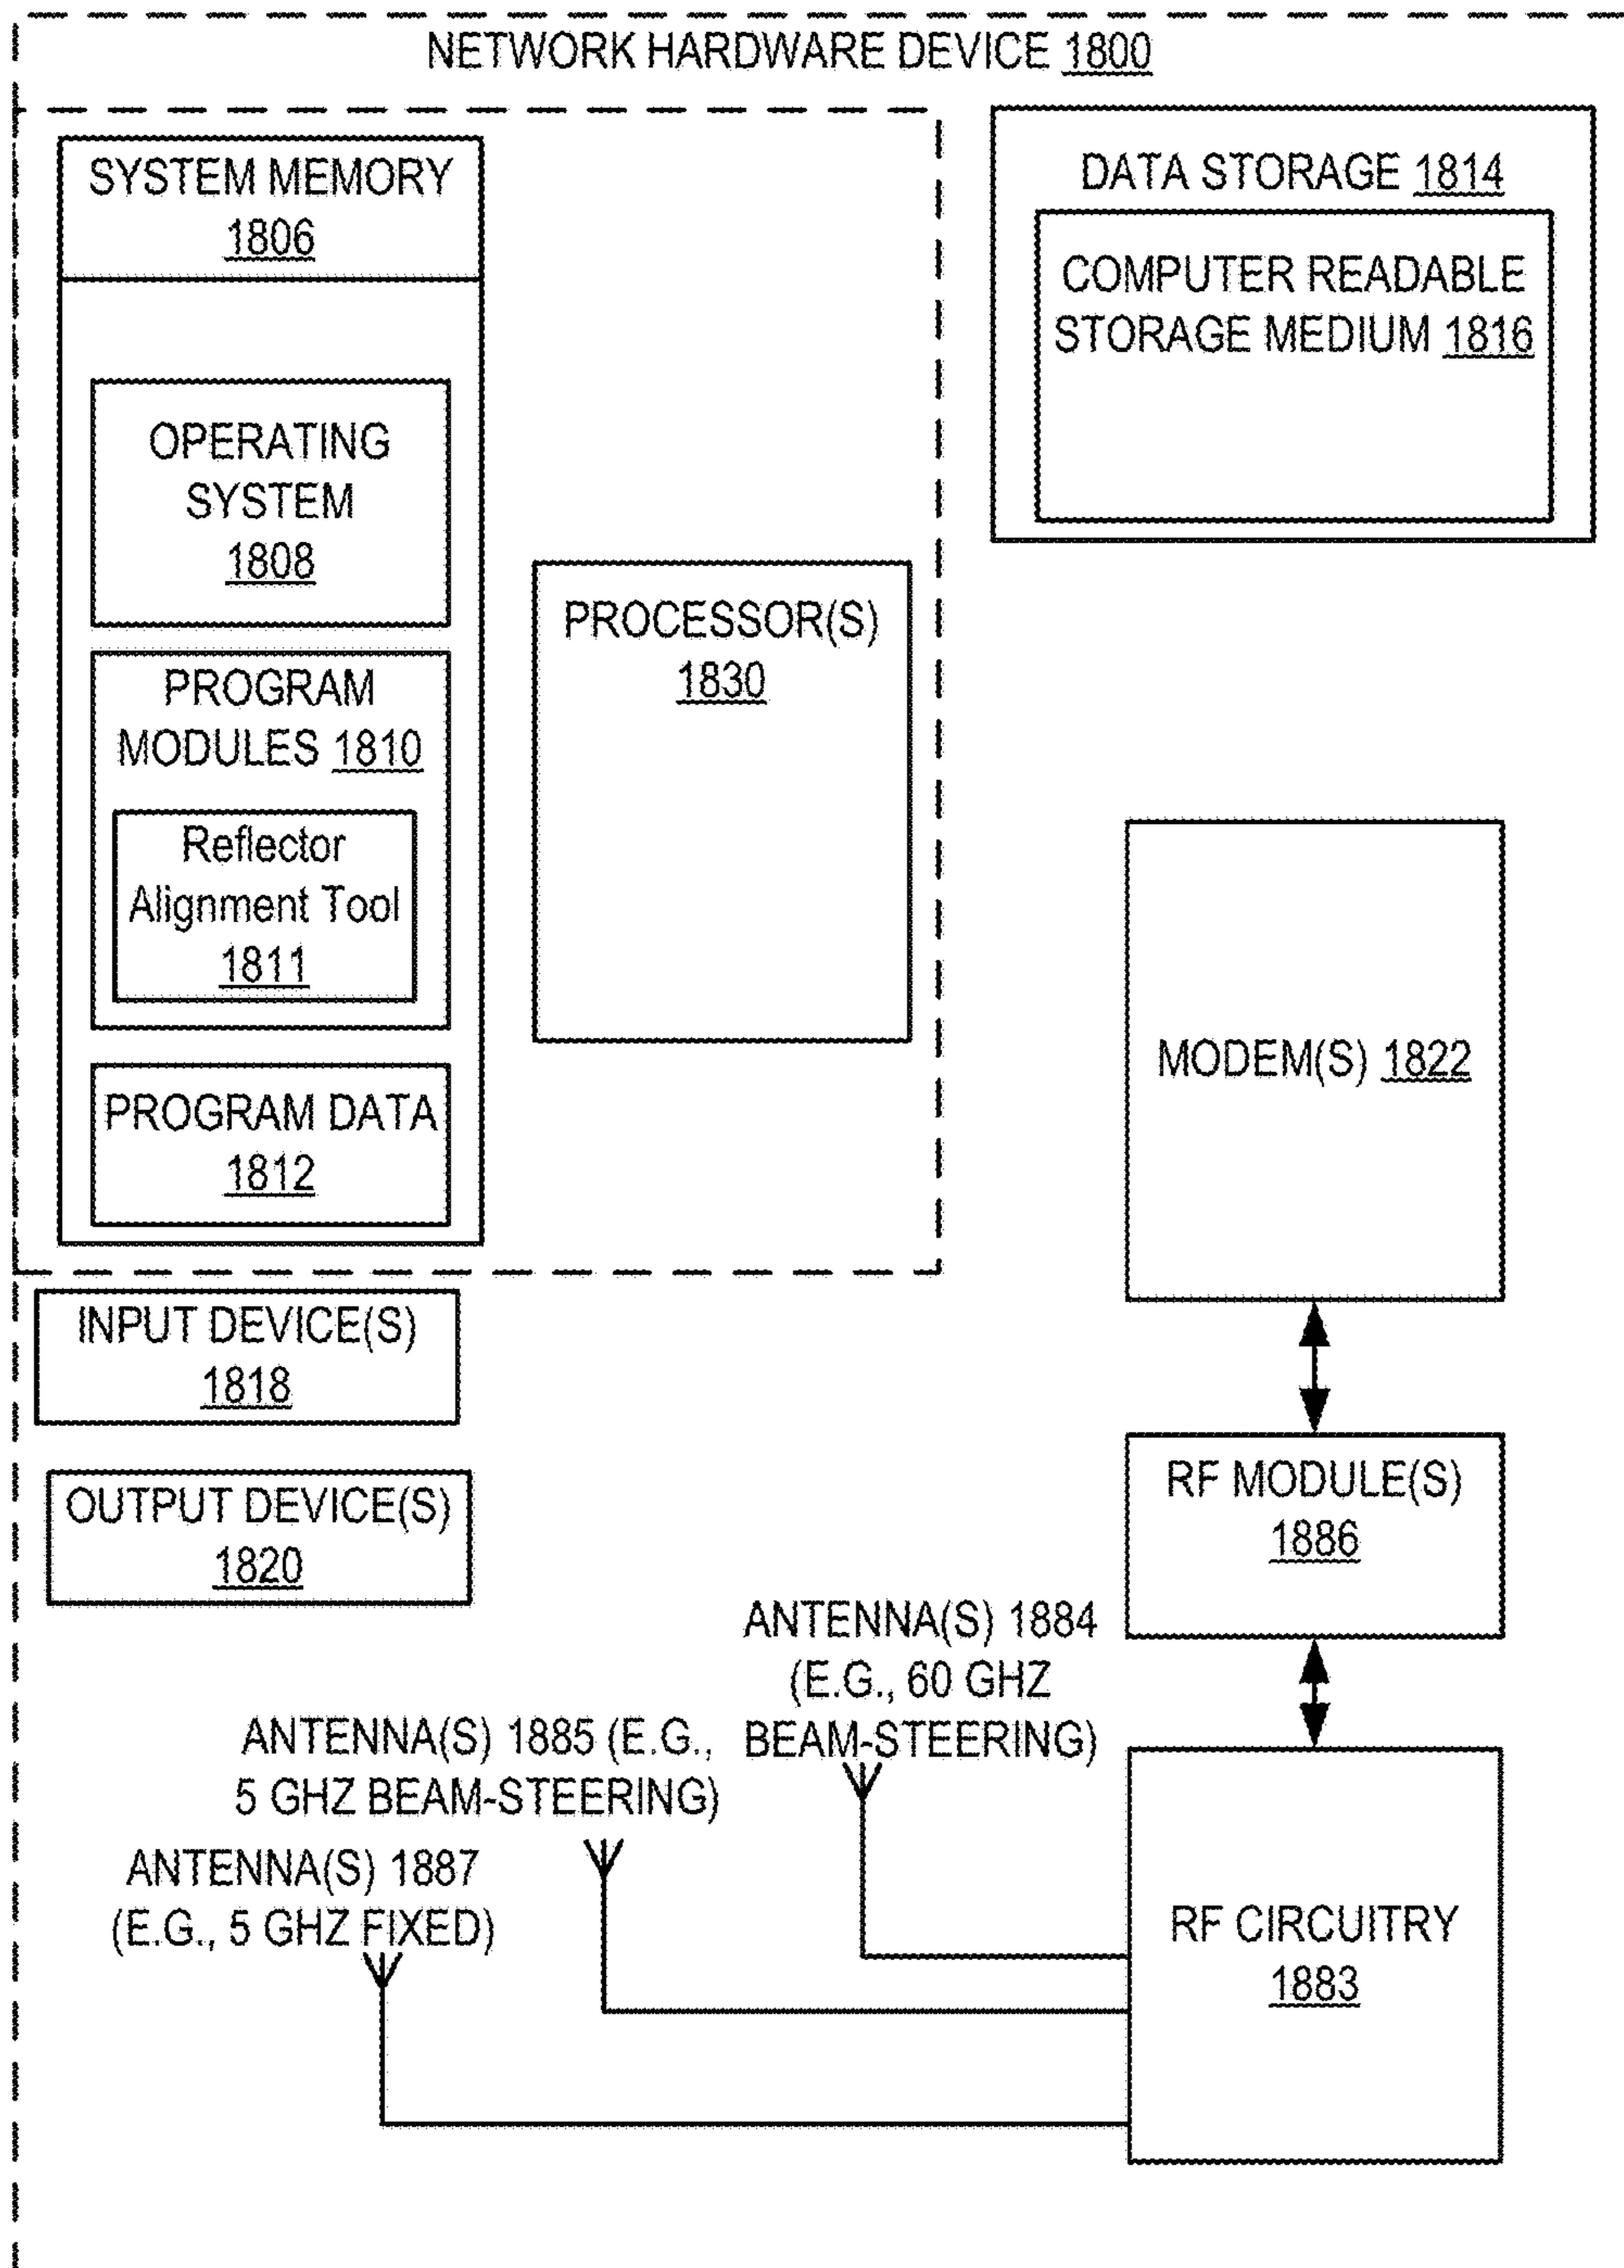 NETWORK HARDWARE DEVICE 1800
SYSTEM MEMORY
1806
OPERATING
SYSTEM
1808
PROGRAM
MODULES 1810
Reflector
Alignment Tool
1811
PROGRAM DATA
1812
PROCESSOR(S)
1830
DATA STORAGE 1814
COMPUTER READABLE
STORAGE MEDIUM 1816
MODEM(S) 1822
INPUT DEVICE(S)
1818
OUTPUT DEVICE(S)
1820
RF MODULE(S)
1886
ANTENNA(S) 1884
(E.G., 60 GHZ
BEAM-STEERING)
ANTENNA(S) 1885 (E.G.,
5 GHZ BEAM-STEERING)
ANTENNA(S) 1887
(E.G., 5 GHZ FIXED)
RF CIRCUITRY
1883